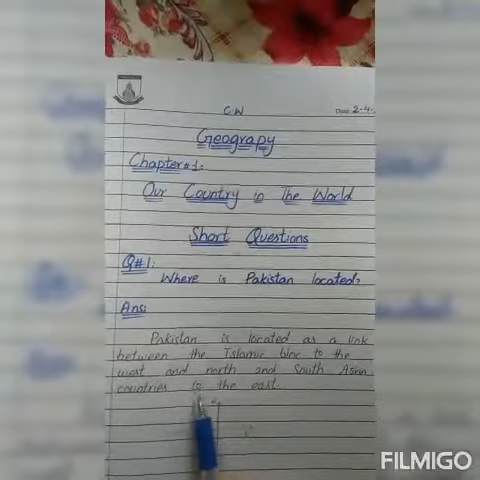 C.W
Date: 2-4-
Geograpy
Chapter#1:
Our Country in The World
Short Questions
Q#1:
Where is Pakistan located?
Ans:
Pakistan is located as a link
between the Islamic bloc to the
west and north and South Asian
countries to the east.
FILMIGO